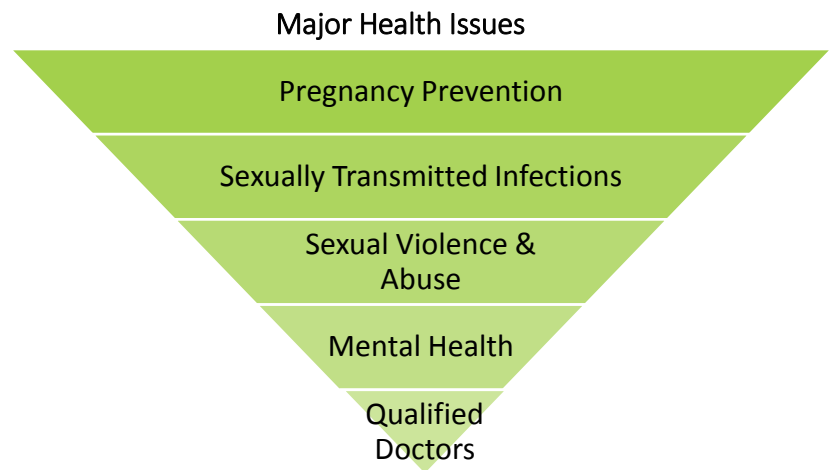 Major Health Issues
Pregnancy Prevention
Sexually Transmitted Infections
Sexual Violence &
Abuse
Mental Health
Qualified
Doctors